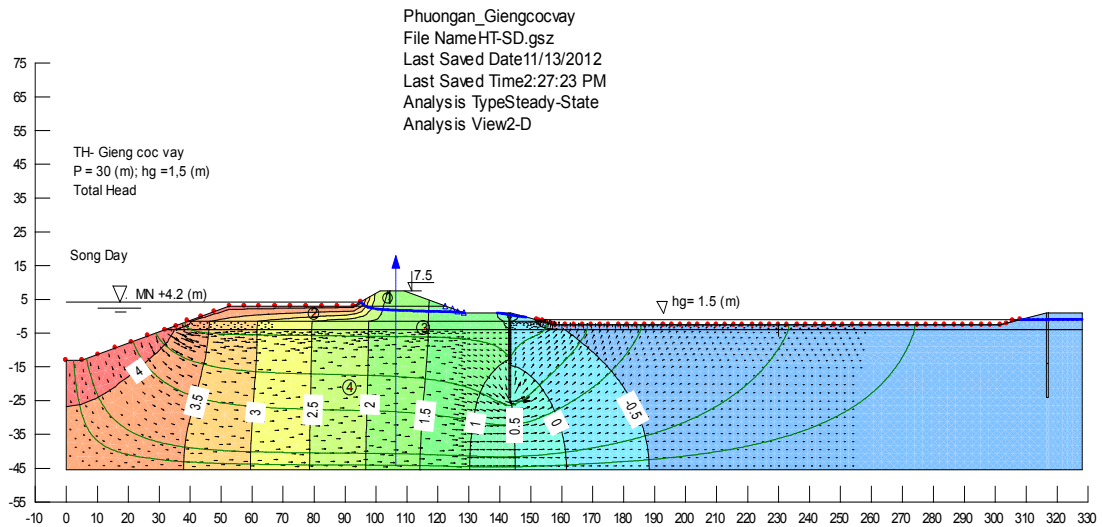 Phuongan_Giengcocvay
File NameHT-SD.gsz
Last Saved Date11/13/2012
Last Saved Time2:27:23 PM
Analysis TypeSteady-State
Analysis View2-D
TH- Gieng coc vay
P = 30 (m); hg =1,5 (m)
Total Head
Song Day
MN +4.2 (m)
7.5
hg= 1.5 (m)
1
2
3
4
4
3.5
3
2.5
2
1.5
1
0.5
0
-0.5
75
65
55
45
35
25
15
5
-5
-15
-25
-35
-45
-55
-10 0 10 20 30 40 50 60 70 80 90 100 110 120 130 140 150 160 170 180 190 200 210 220 230 240 250 260 270 280 290 300 310 320 330